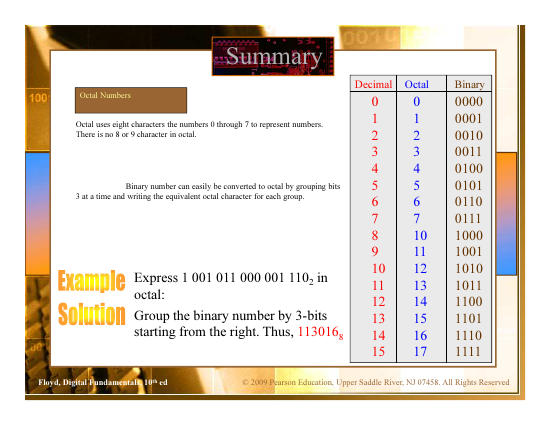 Summary
Octal Numbers
Octal uses eight characters the numbers 0 through 7 to represent numbers.
There is no 8 or 9 character in octal.
Binary number can easily be converted to octal by grouping bits
3 at a time and writing the equivalent octal character for each group.
Example
Express 1 001 011 000 001 110₂ in
octal:
Solution
Group the binary number by 3-bits
starting from the right. Thus, 113016₈
Decimal Octal Binary
0 0 0000
1 1 0001
2 2 0010
3 3 0011
4 4 0100
5 5 0101
6 6 0110
7 7 0111
8 10 1000
9 11 1001
10 12 1010
11 13 1011
12 14 1100
13 15 1101
14 16 1110
15 17 1111
Floyd, Digital Fundamentals, 10th ed
© 2009 Pearson Education, Upper Saddle River, NJ 07458. All Rights Reserved